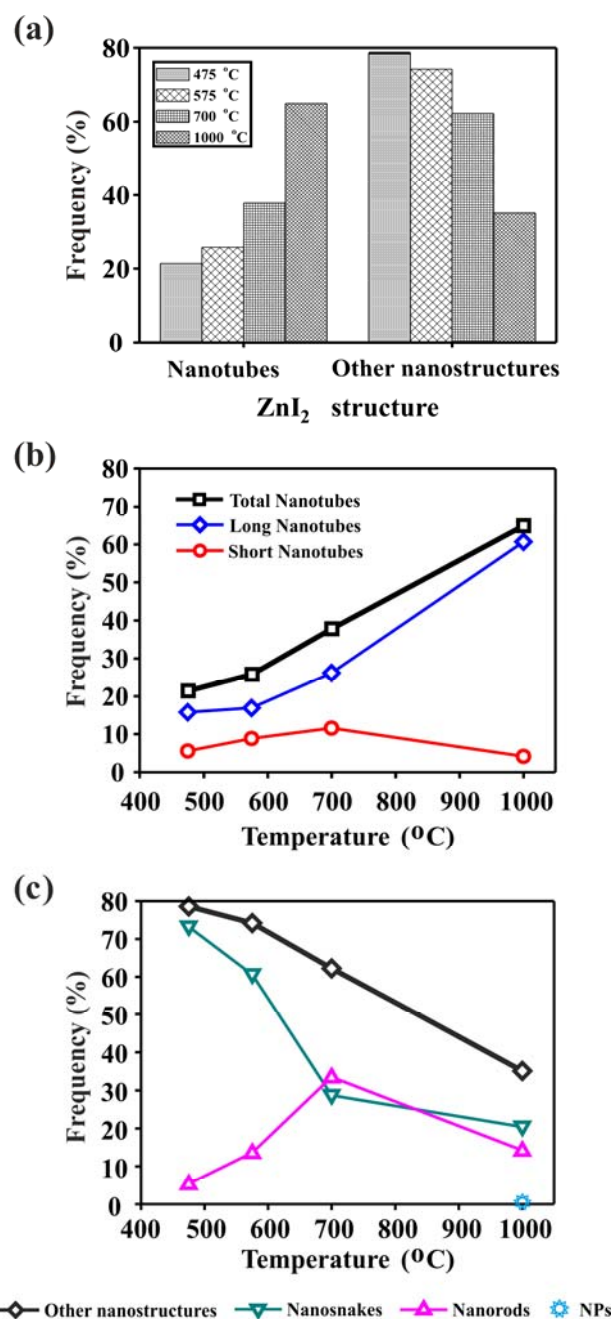 (a)
80
60
40
20
0
Frequency (%)
475 °C
575 °C
700 °C
1000 °C
Nanotubes Other nanostructures
ZnI₂ structure
(b)
80
70
60
50
40
30
20
10
0
Frequency (%)
Total Nanotubes
Long Nanotubes
Short Nanotubes
400 500 600 700 800 900 1000
Temperature (°C)
(c)
80
70
60
50
40
30
20
10
0
Frequency (%)
400 500 600 700 800 900 1000
Temperature (°C)
Other nanostructures Nanosnakes Nanorods NPs